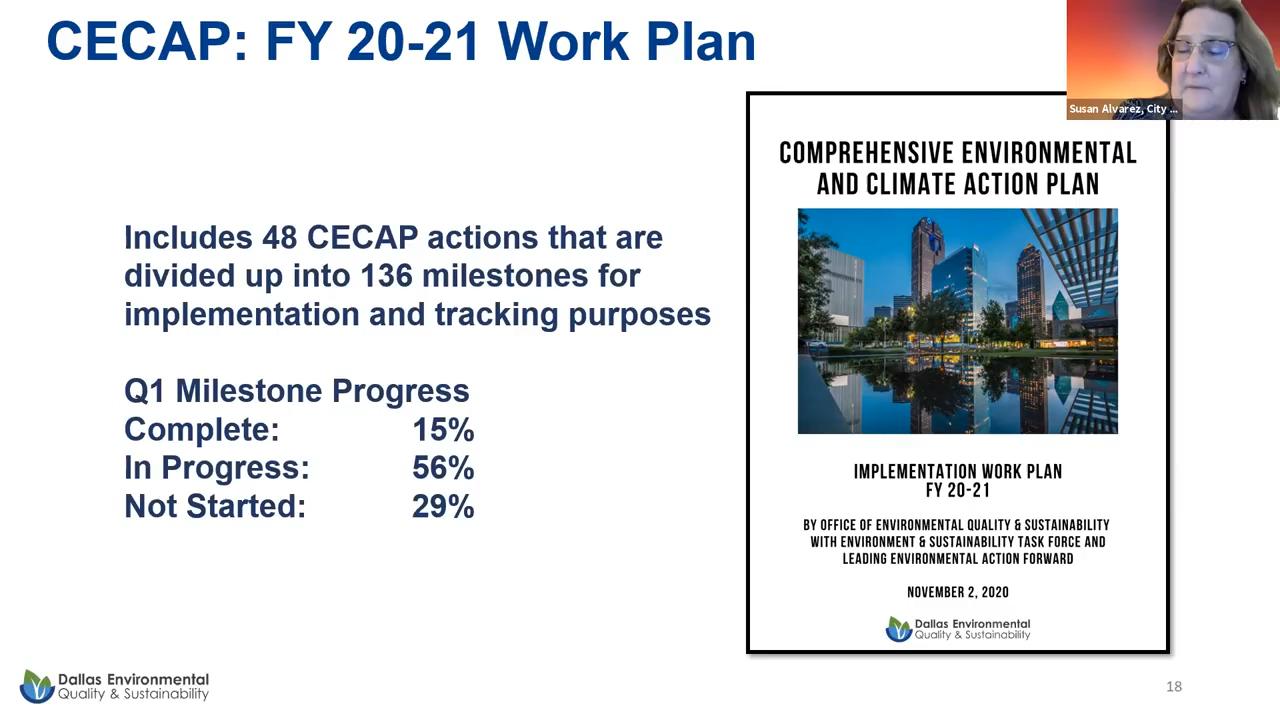 CECAP: FY 20-21 Work Plan
Susan Alvarez, City ...
Includes 48 CECAP actions that are
divided up into 136 milestones for
implementation and tracking purposes
Q1 Milestone Progress
Complete: 15%
In Progress: 56%
Not Started: 29%
COMPREHENSIVE ENVIRONMENTAL
AND CLIMATE ACTION PLAN
IMPLEMENTATION WORK PLAN
FY 20-21
BY OFFICE OF ENVIRONMENTAL QUALITY & SUSTAINABILITY
WITH ENVIRONMENT & SUSTAINABILITY TASK FORCE AND
LEADING ENVIRONMENTAL ACTION FORWARD
NOVEMBER 2, 2020
Dallas Environmental
Quality & Sustainability
Dallas Environmental
Quality & Sustainability
18